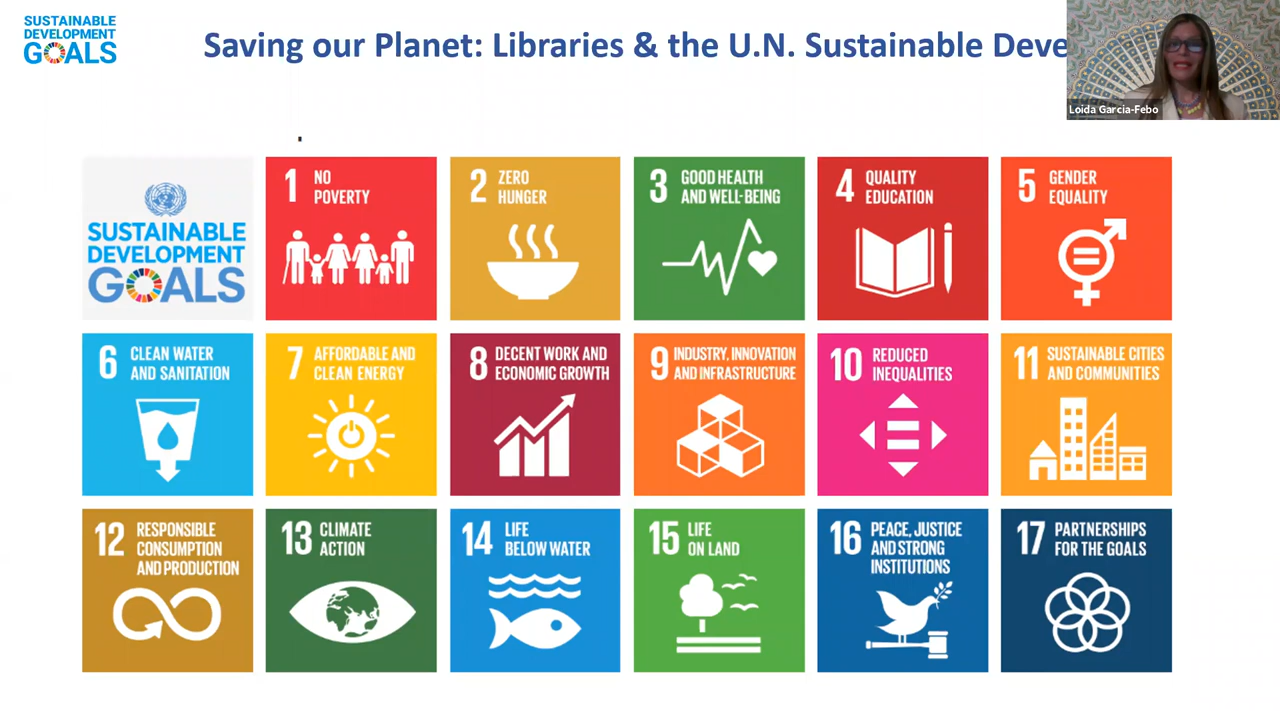 SUSTAINABLE
DEVELOPMENT
GOALS
Saving our Planet: Libraries & the U.N. Sustainable Deve
Loida Garcia-Febo
SUSTAINABLE
DEVELOPMENT
GOALS
1 NO
POVERTY
2 ZERO
HUNGER
3 GOOD HEALTH
AND WELL-BEING
4 QUALITY
EDUCATION
5 GENDER
EQUALITY
6 CLEAN WATER
AND SANITATION
7 AFFORDABLE AND
CLEAN ENERGY
8 DECENT WORK AND
ECONOMIC GROWTH
9 INDUSTRY, INNOVATION
AND INFRASTRUCTURE
10 REDUCED
INEQUALITIES
11 SUSTAINABLE CITIES
AND COMMUNITIES
12 RESPONSIBLE
CONSUMPTION
AND PRODUCTION
13 CLIMATE
ACTION
14 LIFE
BELOW WATER
15 LIFE
ON LAND
16 PEACE, JUSTICE
AND STRONG
INSTITUTIONS
17 PARTNERSHIPS
FOR THE GOALS